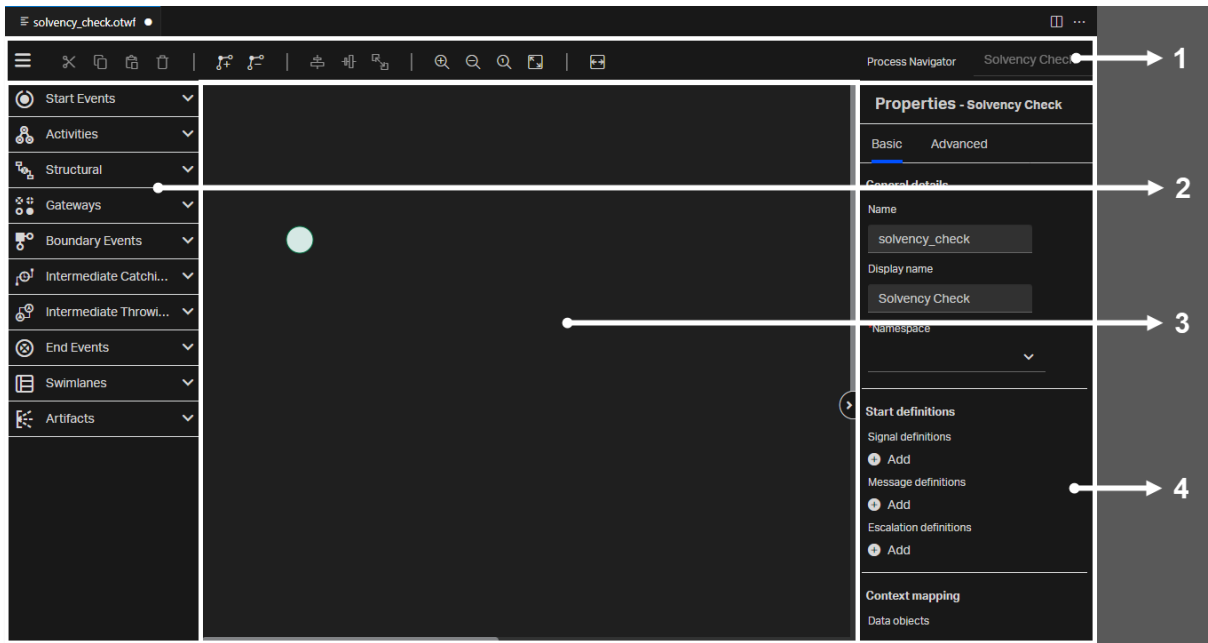 solvency_check.otwf
Process Navigator
Solvency Check
1
Start Events
Activities
Structural
Gateways
Boundary Events
Intermediate Catchi...
Intermediate Throwi...
End Events
Swimlanes
Artifacts
2
3
Properties - Solvency Check
Basic Advanced
General details
Name
solvency_check
Display name
Solvency Check
*Namespace
Start definitions
Signal definitions
Add
Message definitions
Add
Escalation definitions
Add
4
Context mapping
Data objects